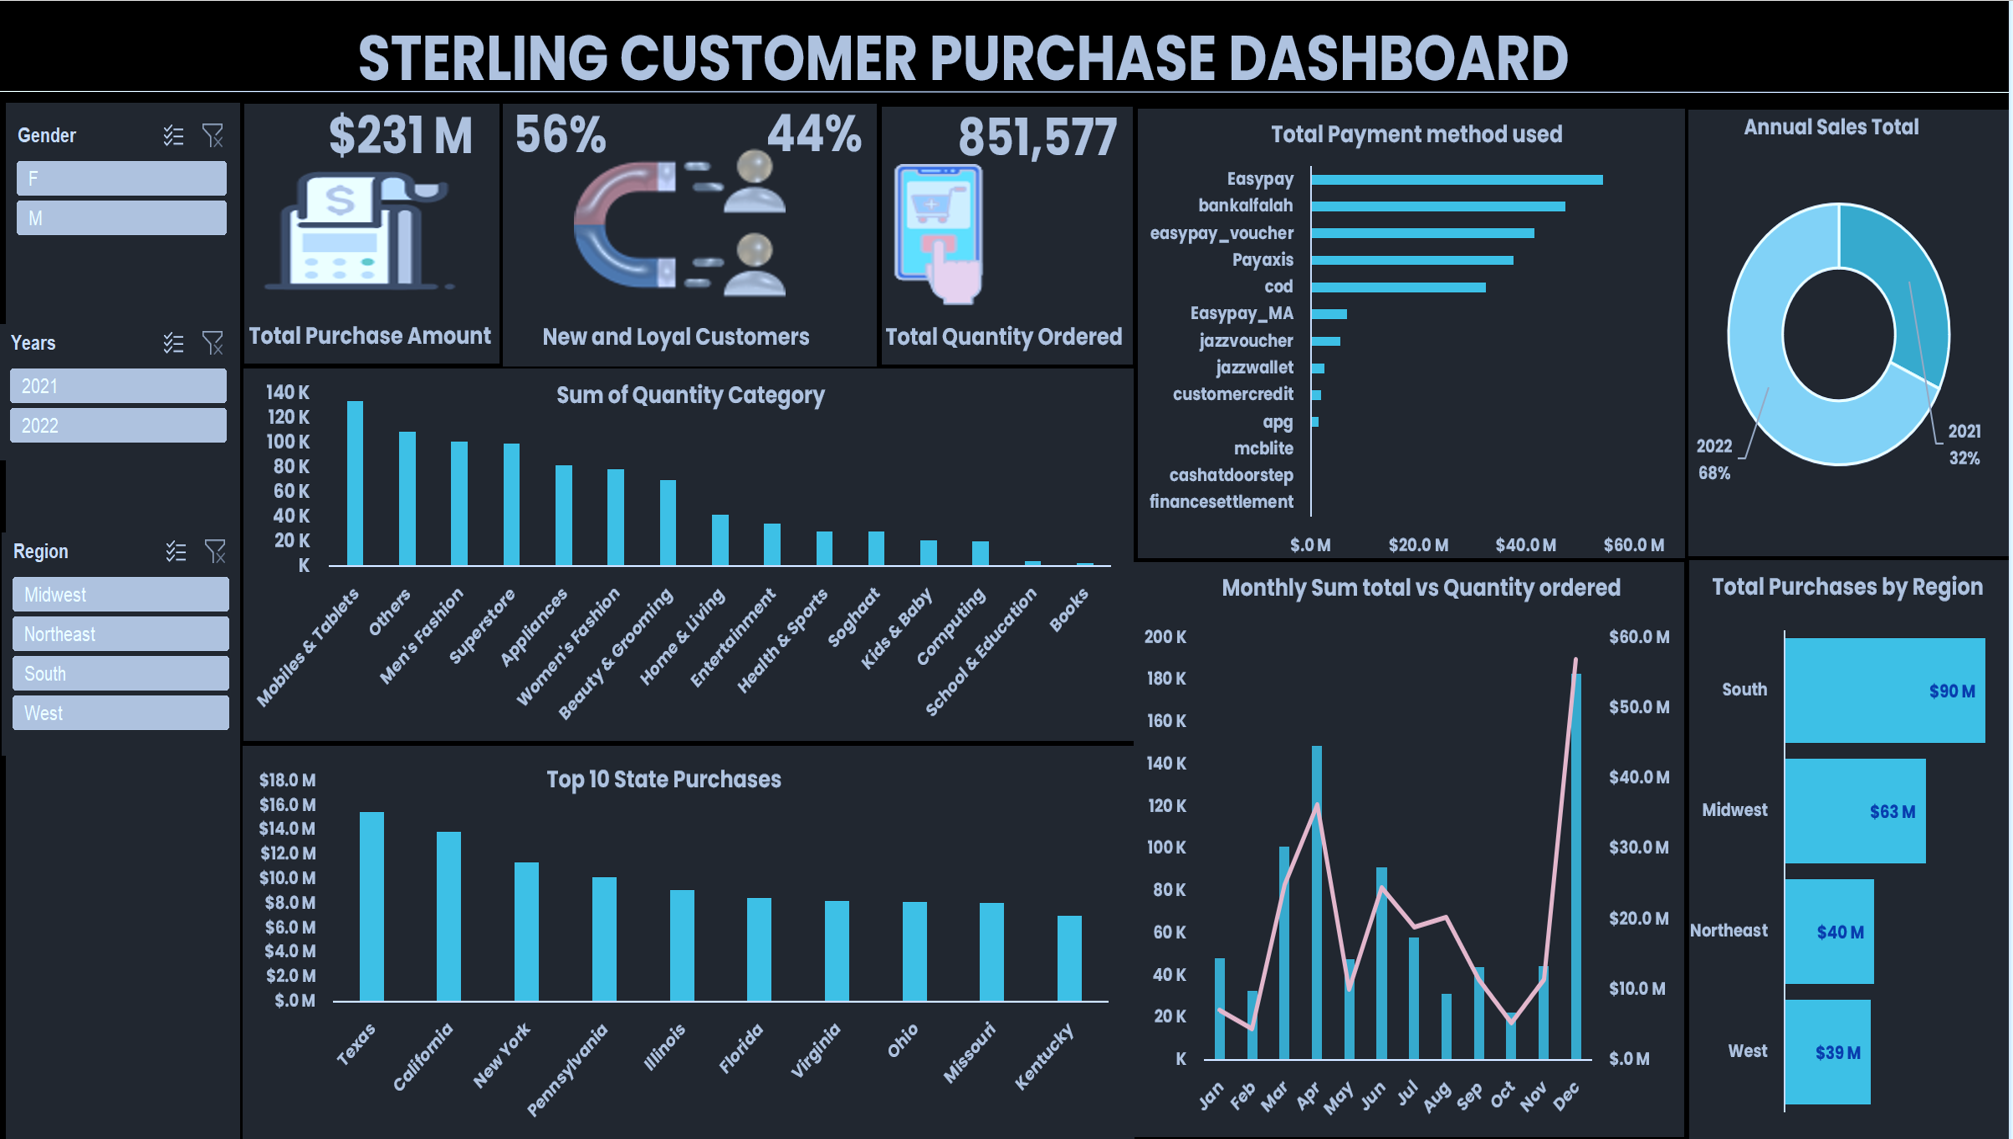 STERLING CUSTOMER PURCHASE DASHBOARD
Gender
F
M
Years
2021
2022
Region
Midwest
Northeast
South
West
$231 M
$
Total Purchase Amount
56% 44%
New and Loyal Customers
851,577
Total Quantity Ordered
Sum of Quantity Category
140 K
120 K
100 K
80 K
60 K
40 K
20 K
K
Mobiles & Tablets
Others
Men's Fashion
Superstore
Appliances
Women's Fashion
Beauty & Grooming
Home & Living
Entertainment
Health & Sports
Soghaat
Kids & Baby
Computing
School & Education
Books
Top 10 State Purchases
$18.0 M
$16.0 M
$14.0 M
$12.0 M
$10.0 M
$8.0 M
$6.0 M
$4.0 M
$2.0 M
$.0 M
Texas
California
New York
Pennsylvania
Illinois
Florida
Virginia
Ohio
Missouri
Kentucky
Total Payment method used
Easypay
bankalfalah
easypay_voucher
Payaxis
cod
Easypay_MA
jazzvoucher
jazzwallet
customercredit
apg
mcblite
cashatdoorstep
financesettlement
$.0 M $20.0 M $40.0 M $60.0 M
Annual Sales Total
2021
32%
2022
68%
Monthly Sum total vs Quantity ordered
200 K
180 K
160 K
140 K
120 K
100 K
80 K
60 K
40 K
20 K
K
$60.0 M
$50.0 M
$40.0 M
$30.0 M
$20.0 M
$10.0 M
$.0 M
Jan
Feb
Mar
Apr
May
Jun
Jul
Aug
Sep
Oct
Nov
Dec
Total Purchases by Region
South $90 M
Midwest $63 M
Northeast $40 M
West $39 M